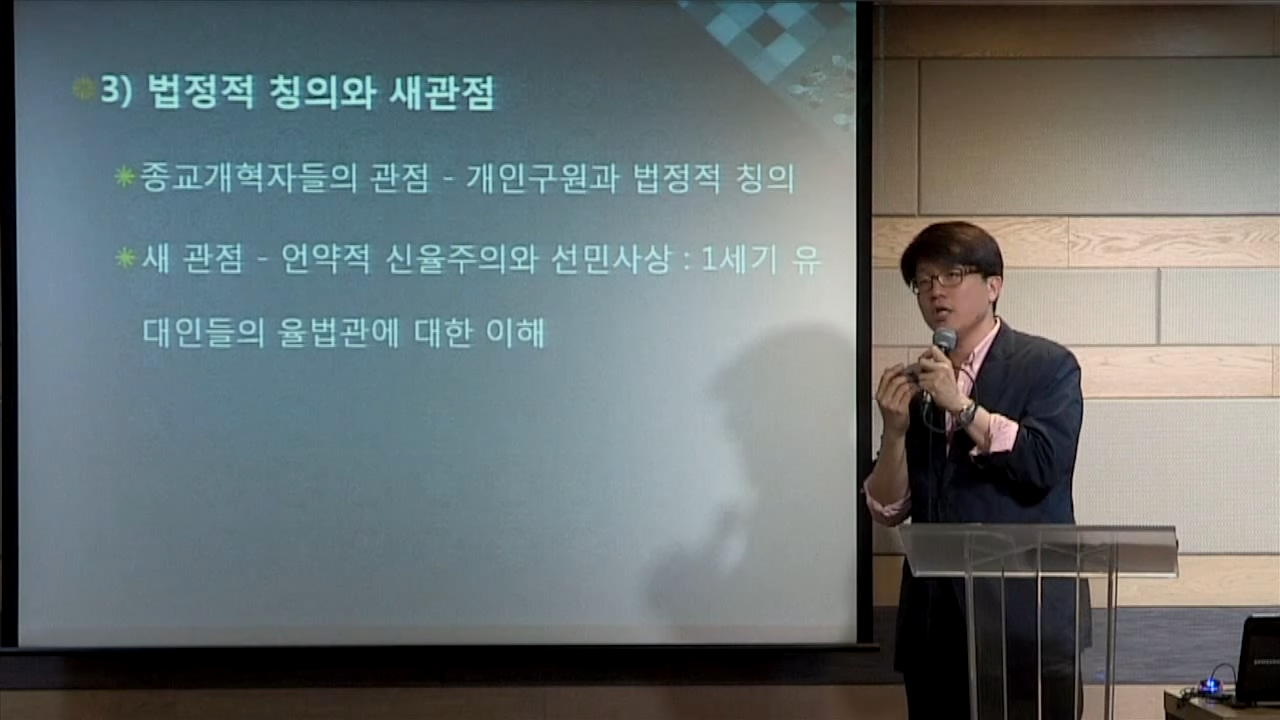 3) 법정적 칭의와 새관점
종교개혁자들의 관점 - 개인구원과 법정적 칭의
새 관점 - 언약적 신율주의와 선민사상 : 1세기 유
대인들의 율법관에 대한 이해